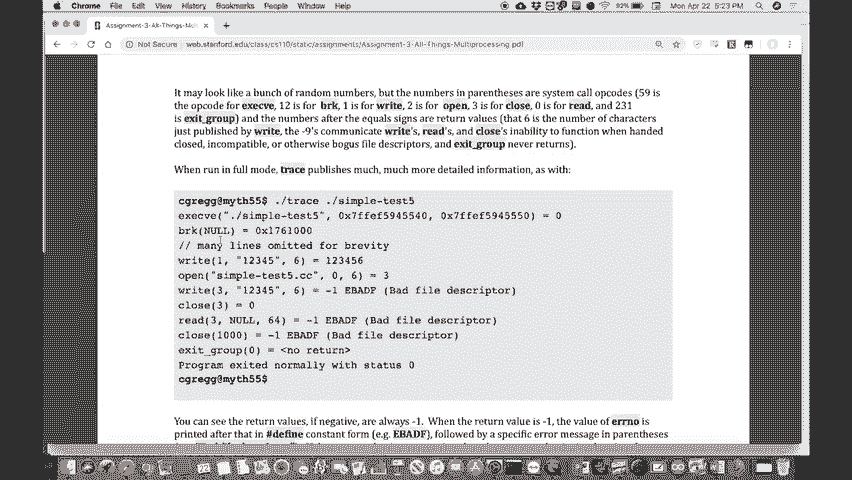 Chrome File Edit View History Bookmarks People Window Help
92% Mon Apr 22 5:23 PM
Assignment-3-All-Things-Mul
Not Secure web.stanford.edu/class/cs110/static/assignments/Assignment-3-All-Things-Multiprocessing.pdf
It may look like a bunch of random numbers, but the numbers in parentheses are system call opcodes (59 is
the opcode for execve, 12 is for brk, 1 is for write, 2 is for open, 3 is for close, 0 is for read, and 231
is exit_group) and the numbers after the equals signs are return values (that 6 is the number of characters
just published by write, the -9's communicate write's, read's, and close's inability to function when handed
closed, incompatible, or otherwise bogus file descriptors, and exit_group never returns).
When run in full mode, trace publishes much, much more detailed information, as with:
cgregg@myth55$ ./trace ./simple-test5
execve("./simple-test5", 0x7ffef5945540, 0x7ffef5945550) = 0
brk(NULL) = 0x1761000
// many lines omitted for brevity
write(1, "12345", 6) = 123456
open("simple-test5.cc", 0, 6) = 3
write(3, "12345", 6) = -1 EBADF (Bad file descriptor)
close(3) = 0
read(3, NULL, 64) = -1 EBADF (Bad file descriptor)
close(1000) = -1 EBADF (Bad file descriptor)
exit_group(0) = <no return>
Program exited normally with status 0
cgregg@myth55$
You can see the return values, if negative, are always -1. When the return value is -1, the value of errno is
printed after that in #define constant form (e.g. EBADF), followed by a specific error message in parentheses